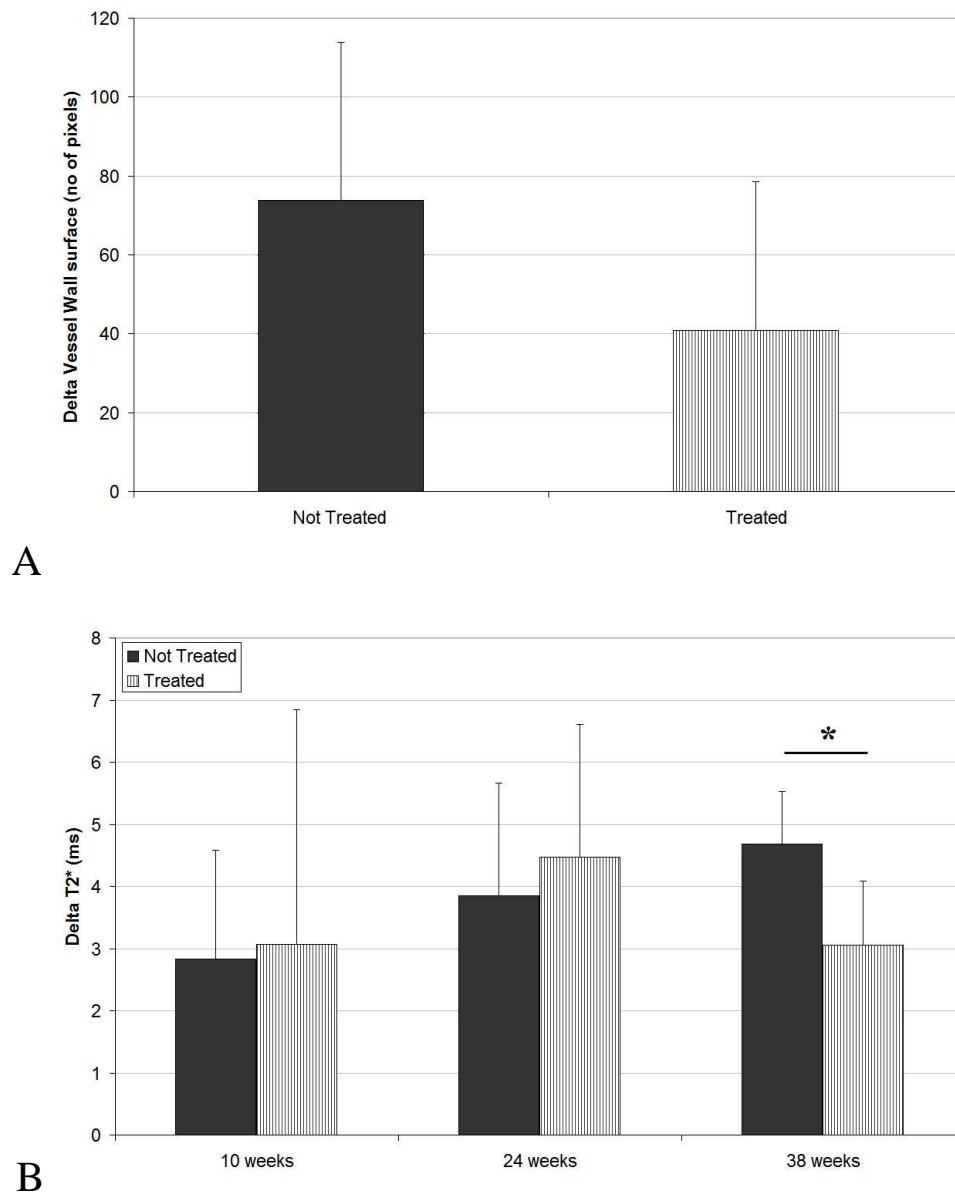 120
100
80
60
40
20
0
Delta Vessel Wall surface (no of pixels)
Not Treated Treated
A
8
7
6
5
4
3
2
1
0
Delta T2* (ms)
Not Treated
Treated
*
10 weeks 24 weeks 38 weeks
B